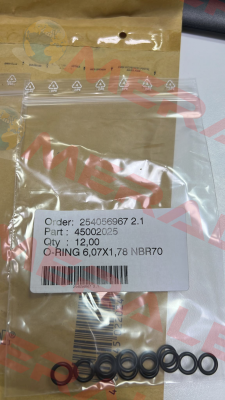 Order: 254056967 2.1
Part : 45002025
Qty : 12,00
O-RING 6,07X1,78 NBR70